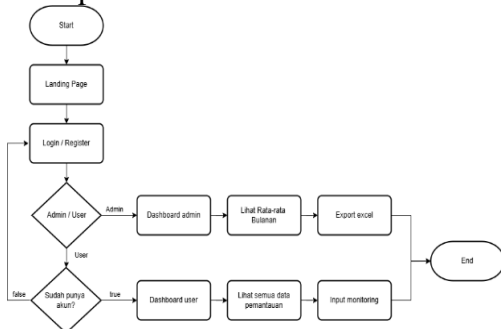 Start
Landing Page
Login / Register
Admin / User
Admin
Dashboard admin
Lihat Rata-rata
Bulanan
Export excel
User
End
false
Sudah punya
akun?
true
Dashboard user
Lihat semua data
pemantauan
Input monitoring